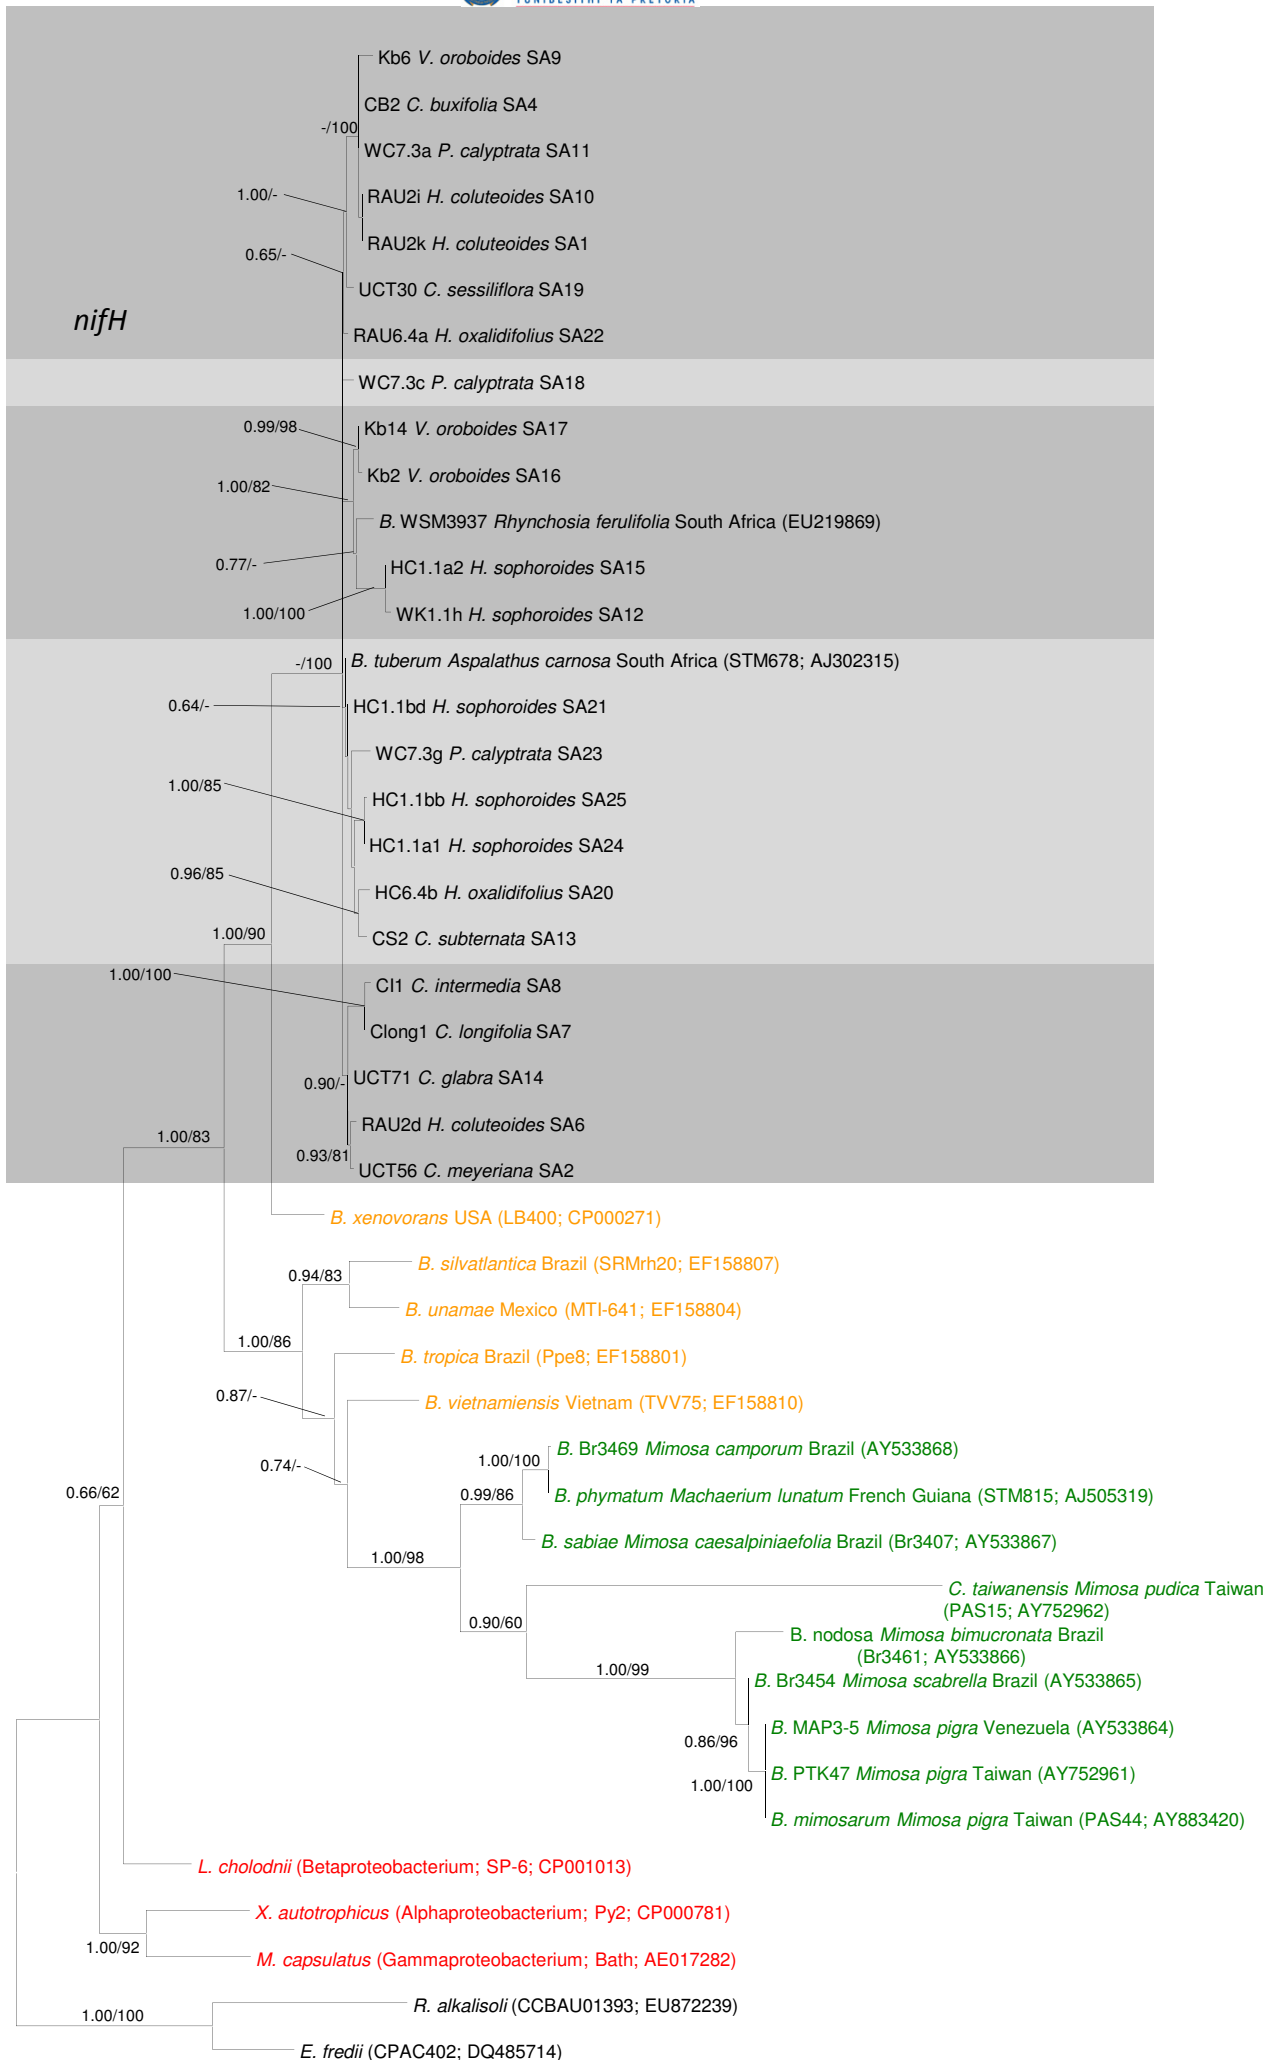 YUNIBESITHI YA PRETORIA
Kb6 V. oroboides SA9
CB2 C. buxifolia SA4
-/100
WC7.3a P. calyptrata SA11
1.00/-
RAU2i H. coluteoides SA10
RAU2k H. coluteoides SA1
0.65/-
UCT30 C. sessiliflora SA19
nifH
RAU6.4a H. oxalidifolius SA22
WC7.3c P. calyptrata SA18
0.99/98
Kb14 V. oroboides SA17
Kb2 V. oroboides SA16
1.00/82
B. WSM3937 Rhynchosia ferulifolia South Africa (EU219869)
0.77/-
HC1.1a2 H. sophoroides SA15
1.00/100
WK1.1h H. sophoroides SA12
-/100
B. tuberum Aspalathus carnosa South Africa (STM678; AJ302315)
0.64/-
HC1.1bd H. sophoroides SA21
WC7.3g P. calyptrata SA23
1.00/85
HC1.1bb H. sophoroides SA25
HC1.1a1 H. sophoroides SA24
0.96/85
HC6.4b H. oxalidifolius SA20
1.00/90
CS2 C. subternata SA13
1.00/100
CI1 C. intermedia SA8
Clong1 C. longifolia SA7
0.90/-
UCT71 C. glabra SA14
RAU2d H. coluteoides SA6
1.00/83
0.93/81
UCT56 C. meyeriana SA2
B. xenovorans USA (LB400; CP000271)
B. silvatlantica Brazil (SRMrh20; EF158807)
0.94/83
B. unamae Mexico (MTI-641; EF158804)
1.00/86
B. tropica Brazil (Ppe8; EF158801)
0.87/-
B. vietnamiensis Vietnam (TVV75; EF158810)
B. Br3469 Mimosa camporum Brazil (AY533868)
1.00/100
0.74/-
0.66/62
0.99/86
B. phymatum Machaerium lunatum French Guiana (STM815; AJ505319)
B. sabiae Mimosa caesalpiniaefolia Brazil (Br3407; AY533867)
1.00/98
C. taiwanensis Mimosa pudica Taiwan
(PAS15; AY752962)
0.90/60
B. nodosa Mimosa bimucronata Brazil
(Br3461; AY533866)
1.00/99
B. Br3454 Mimosa scabrella Brazil (AY533865)
B. MAP3-5 Mimosa pigra Venezuela (AY533864)
0.86/96
B. PTK47 Mimosa pigra Taiwan (AY752961)
1.00/100
B. mimosarum Mimosa pigra Taiwan (PAS44; AY883420)
L. cholodnii (Betaproteobacterium; SP-6; CP001013)
X. autotrophicus (Alphaproteobacterium; Py2; CP000781)
1.00/92
M. capsulatus (Gammaproteobacterium; Bath; AE017282)
R. alkalisoli (CCBAU01393; EU872239)
1.00/100
E. fredii (CPAC402; DQ485714)